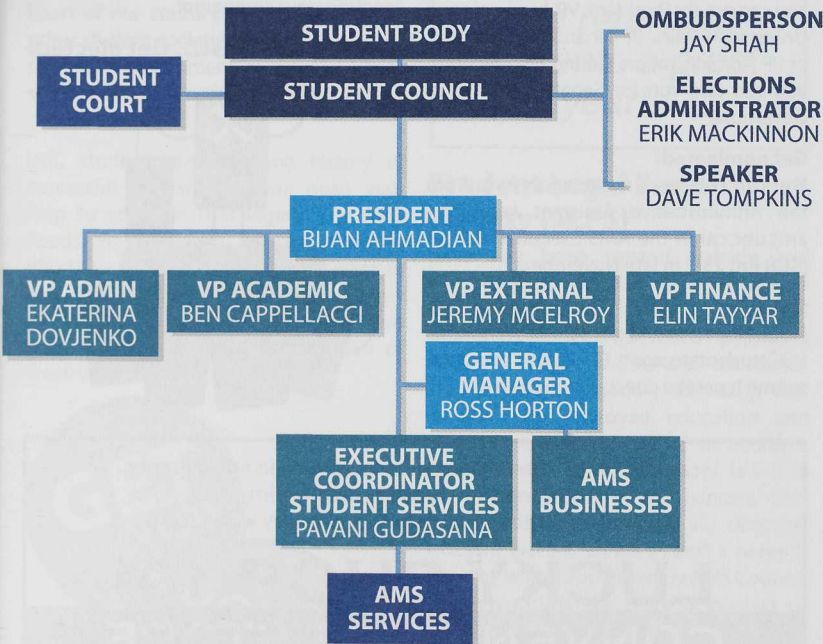 STUDENT BODY
STUDENT
COURT
STUDENT COUNCIL
OMBUDSPERSON
JAY SHAH
ELECTIONS
ADMINISTRATOR
ERIK MACKINNON
SPEAKER
DAVE TOMPKINS
PRESIDENT
BIJAN AHMADIAN
VP ADMIN
EKATERINA
DOVJENKO
VP ACADEMIC
BEN CAPPELLACCI
VP EXTERNAL
JEREMY MCELROY
VP FINANCE
ELIN TAYYAR
GENERAL
MANAGER
ROSS HORTON
EXECUTIVE
COORDINATOR
STUDENT SERVICES
PAVANI GUDASANA
AMS
BUSINESSES
AMS
SERVICES